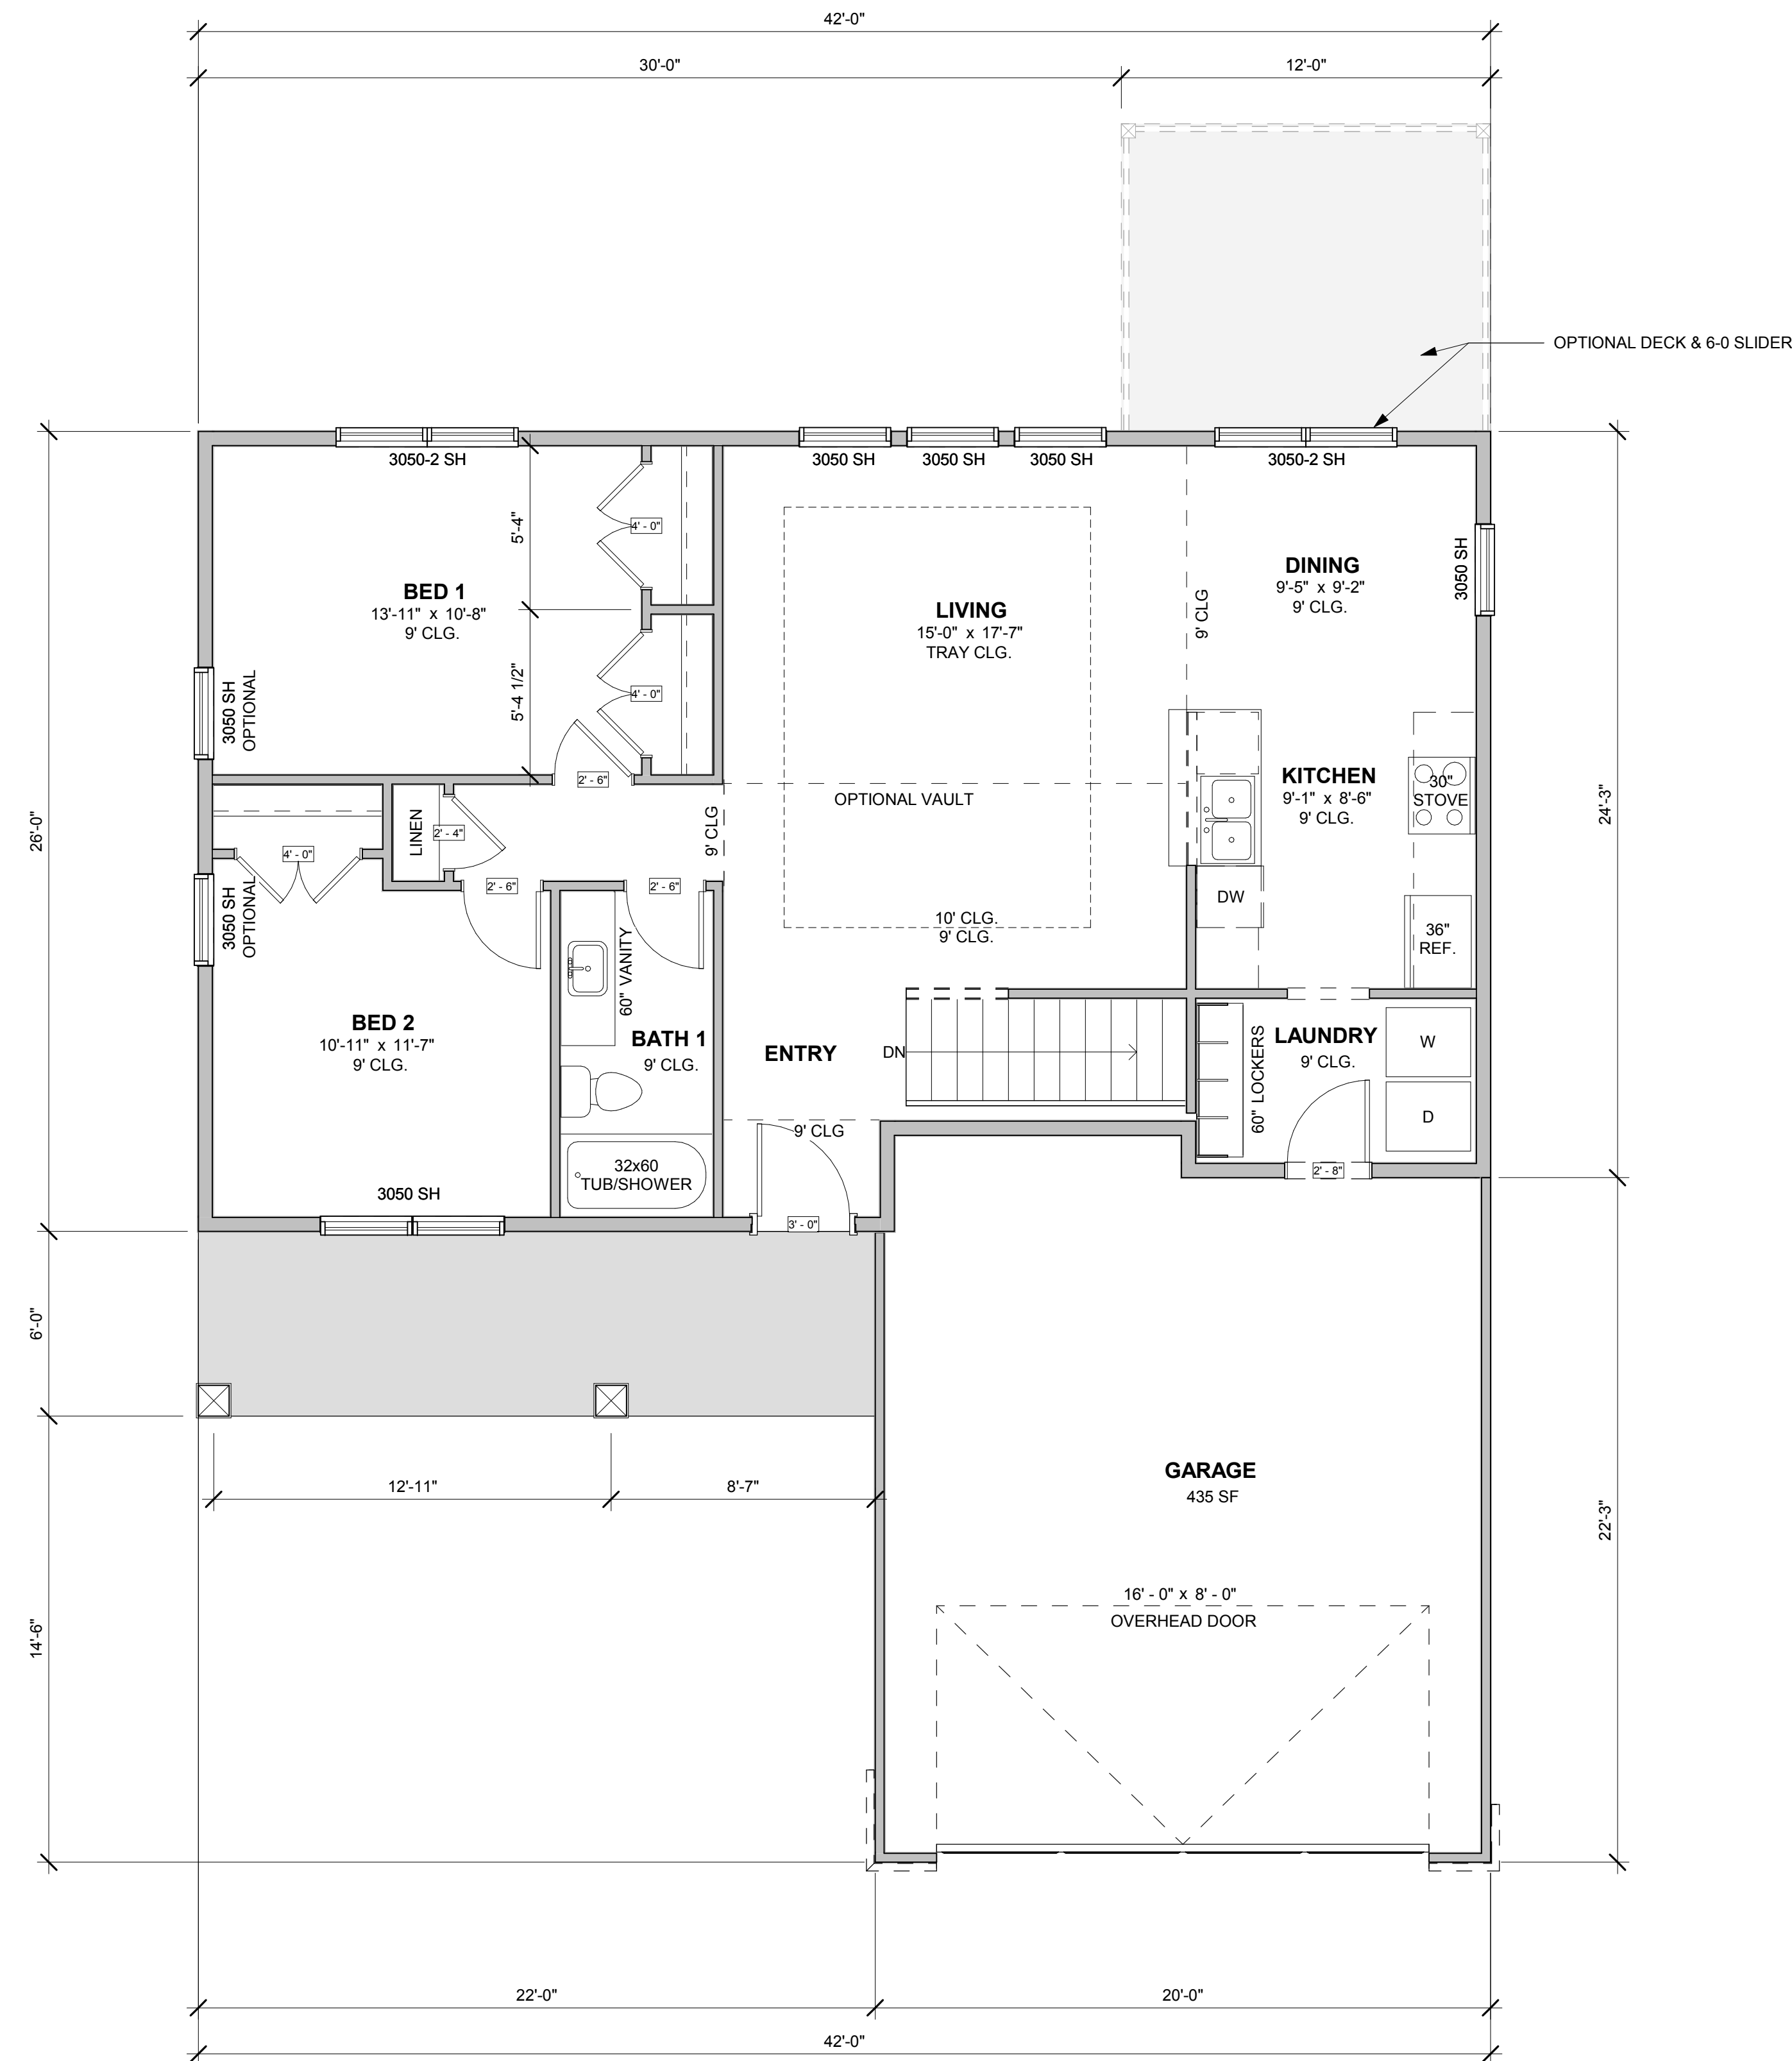 42'-0"
30'-0"
12'-0"
OPTIONAL DECK & 6-0 SLIDER
3050-2 SH
3050 SH
3050 SH
3050 SH
3050-2 SH
5'-4"
4' - 0"
3050 SH
BED 1
13'-11" x 10'-8"
9' CLG.
LIVING
15'-0" x 17'-7"
TRAY CLG.
9' CLG
DINING
9'-5" x 9'-2"
9' CLG.
3050 SH
OPTIONAL
5'-4 1/2"
4' - 0"
2' - 6"
OPTIONAL VAULT
KITCHEN
9'-1" x 8'-6"
9' CLG.
30"
STOVE
26'-0"
24'-3"
LINEN
2' - 4"
9' CLG
4' - 0"
2' - 6"
2' - 6"
3050 SH
OPTIONAL
DW
10' CLG.
9' CLG.
36"
REF.
60" VANITY
BED 2
10'-11" x 11'-7"
9' CLG.
BATH 1
9' CLG.
ENTRY
DN
60" LOCKERS
LAUNDRY
9' CLG.
W
D
9' CLG
32x60
TUB/SHOWER
2' - 8"
3050 SH
3' - 0"
6'-0"
12'-11"
8'-7"
GARAGE
435 SF
22'-3"
14'-6"
16' - 0" x 8' - 0"
OVERHEAD DOOR
22'-0"
20'-0"
42'-0"